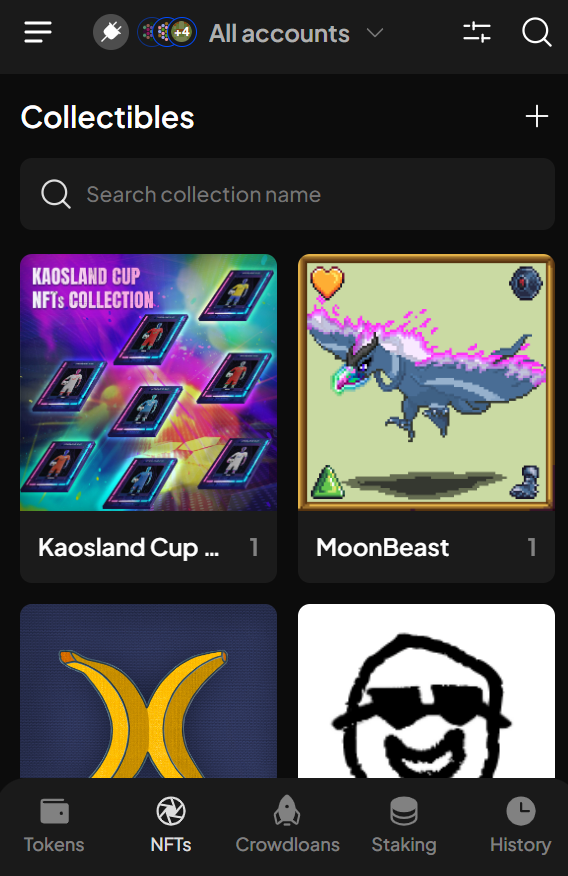 +4
All accounts
Collectibles
Search collection name
KAOSLAND CUP
NFTs COLLECTION
Kaosland Cup ...
1
MoonBeast
1
Tokens
NFTs
Crowdloans
Staking
History